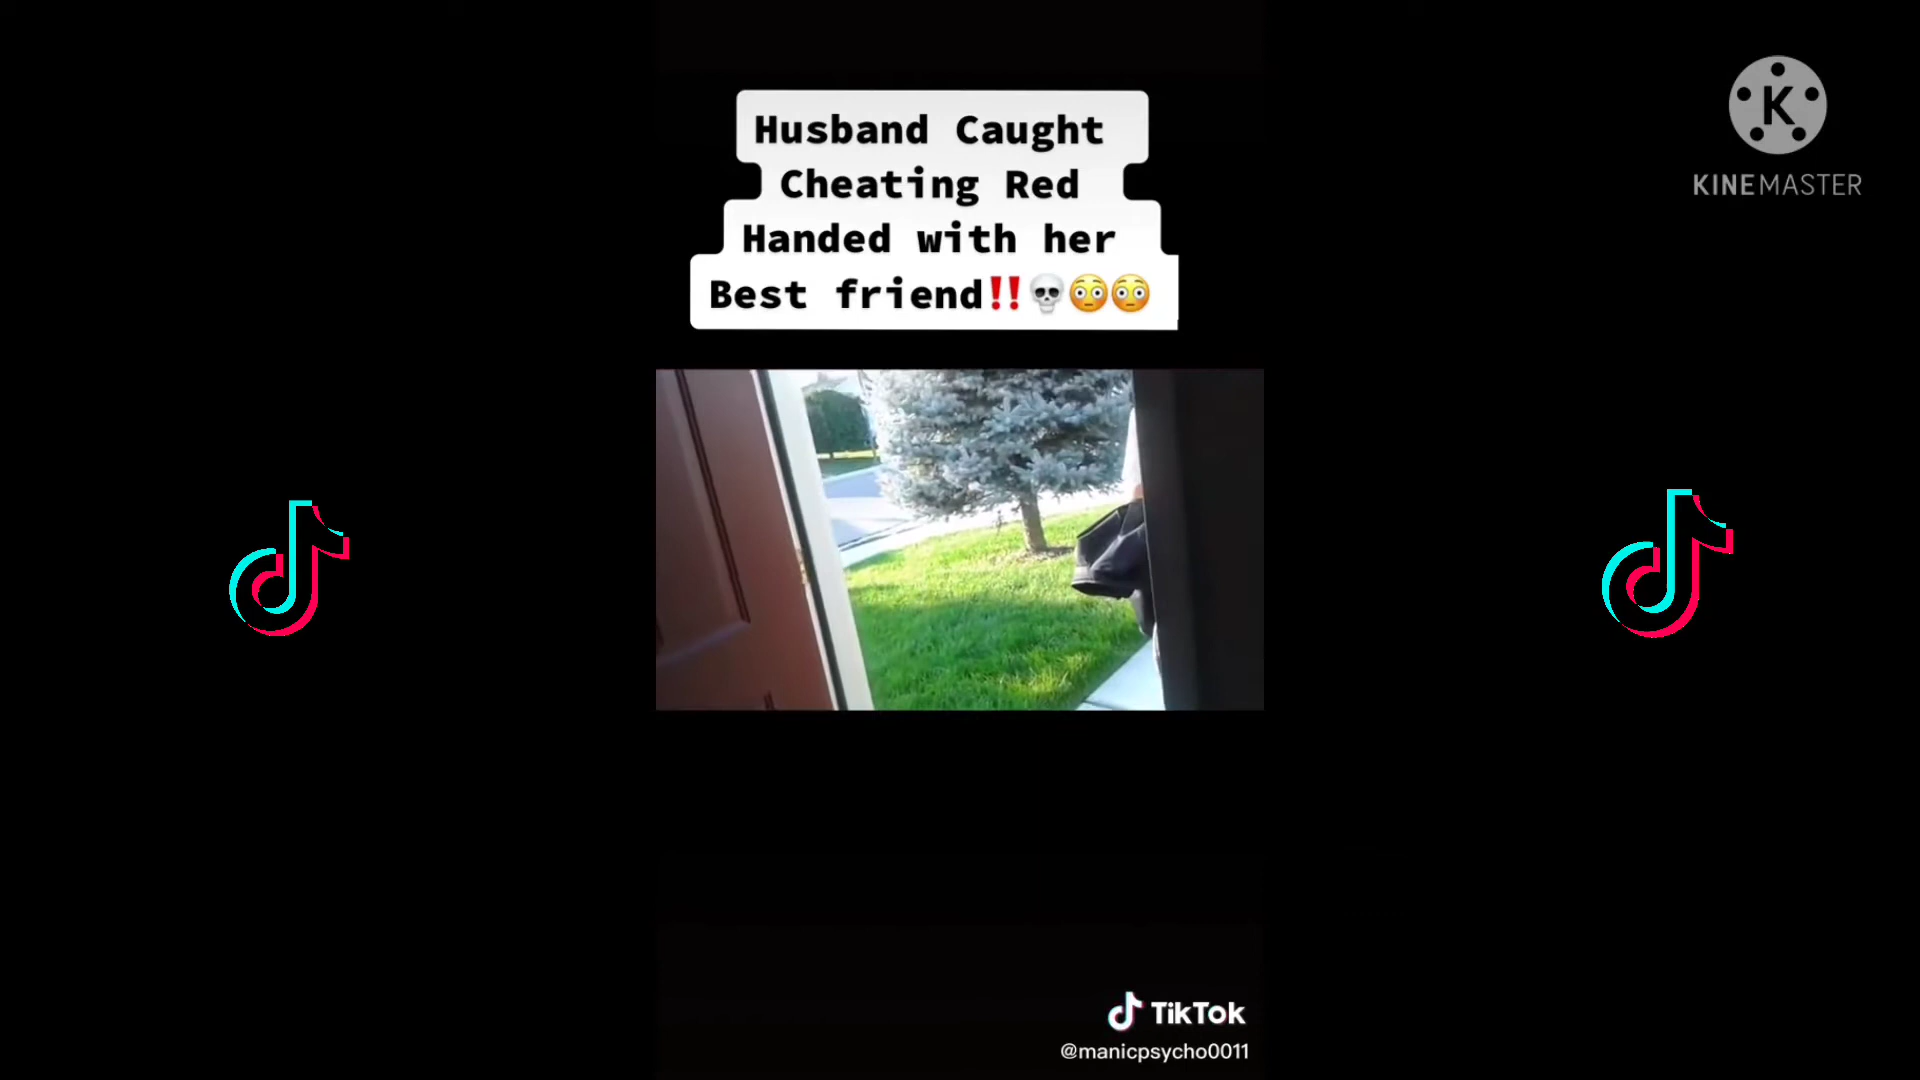 Husband Caught
Cheating Red
Handed with her
Best friend‼️💀😳😳
K
KINEMASTER
TikTok
@manicpsycho0011